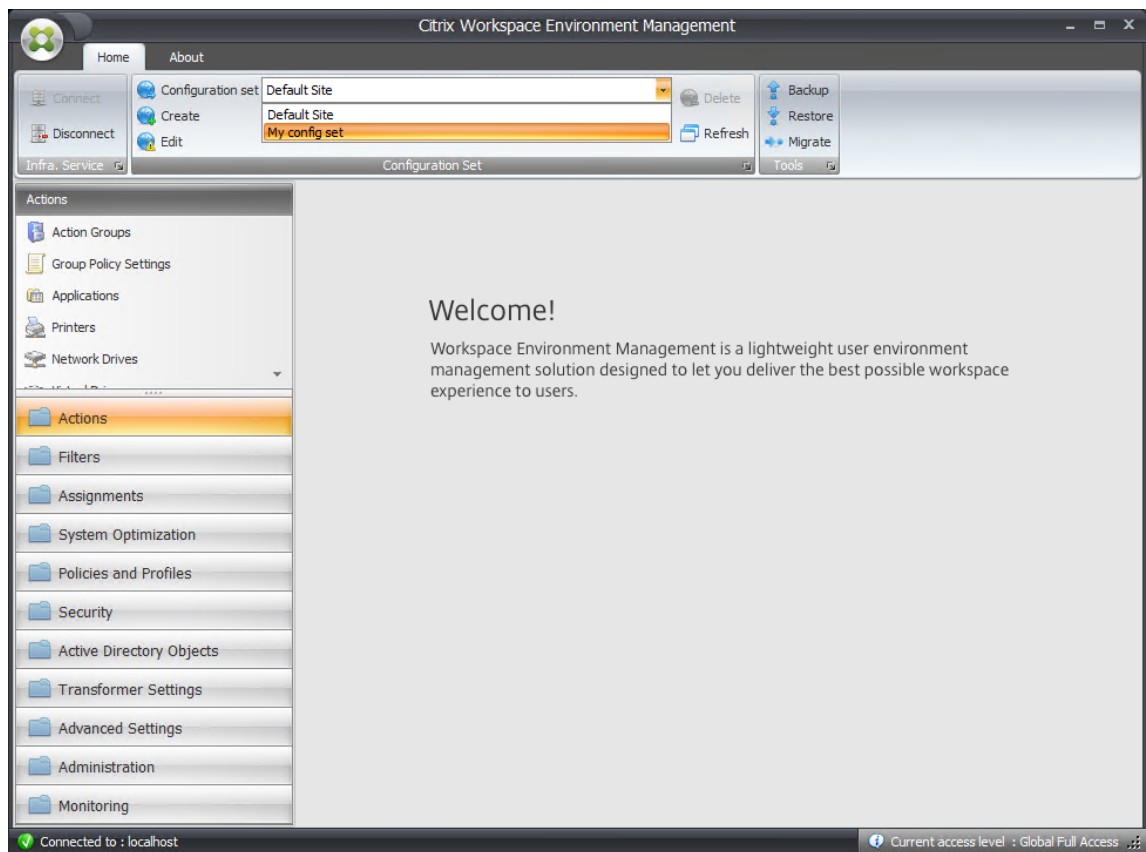 Citrix Workspace Environment Management
Home
About
Connect
Disconnect
Infra. Service
Configuration set
Default Site
Create
Default Site
Edit
My config set
Delete
Refresh
Configuration Set
Backup
Restore
Migrate
Tools
Actions
Action Groups
Group Policy Settings
Applications
Printers
Network Drives
Actions
Filters
Assignments
System Optimization
Policies and Profiles
Security
Active Directory Objects
Transformer Settings
Advanced Settings
Administration
Monitoring
Welcome!
Workspace Environment Management is a lightweight user environment
management solution designed to let you deliver the best possible workspace
experience to users.
Connected to : localhost
Current access level : Global Full Access